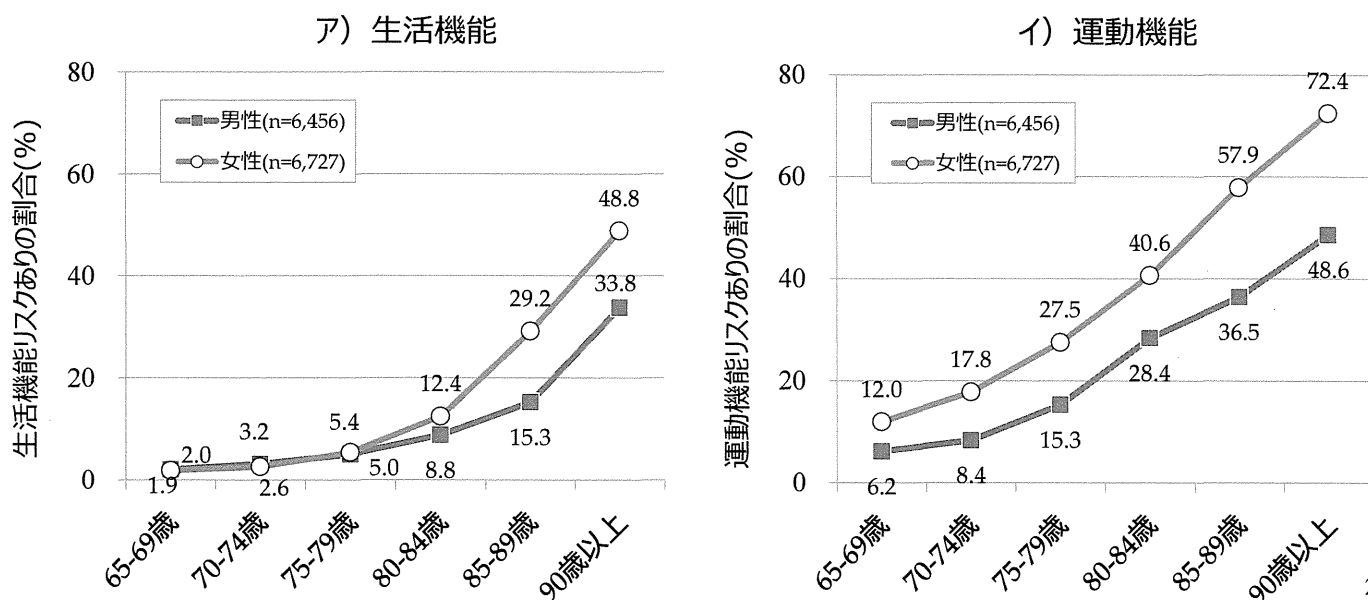 ア) 生活機能
生活機能リスクありの割合(%)
80
60
40
20
0
男性(n=6,456)
女性(n=6,727)
48.8
33.8
29.2
12.4
5.4
3.2
2.0
1.9
2.6
5.0
8.8
15.3
65-69歳
70-74歳
75-79歳
80-84歳
85-89歳
90歳以上
イ) 運動機能
運動機能リスクありの割合(%)
80
60
40
20
0
男性(n=6,456)
女性(n=6,727)
72.4
57.9
40.6
27.5
17.8
12.0
48.6
36.5
28.4
15.3
8.4
6.2
65-69歳
70-74歳
75-79歳
80-84歳
85-89歳
90歳以上